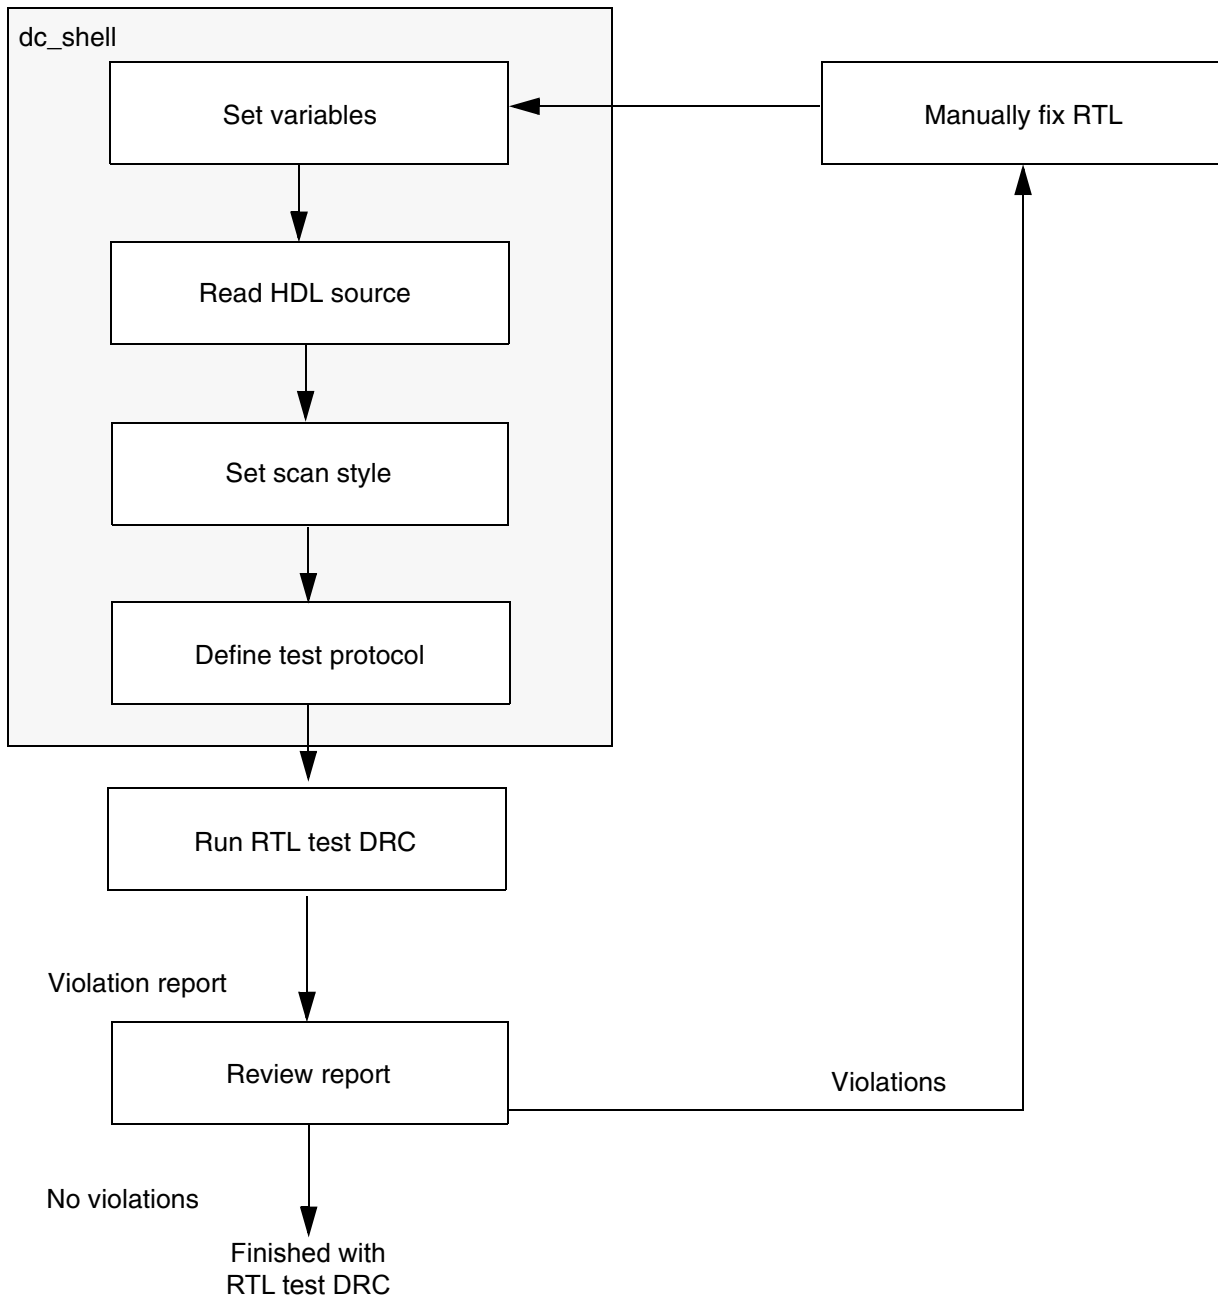 dc_shell
Set variables
Manually fix RTL
Read HDL source
Set scan style
Define test protocol
Run RTL test DRC
Violation report
Review report
Violations
No violations
Finished with
RTL test DRC